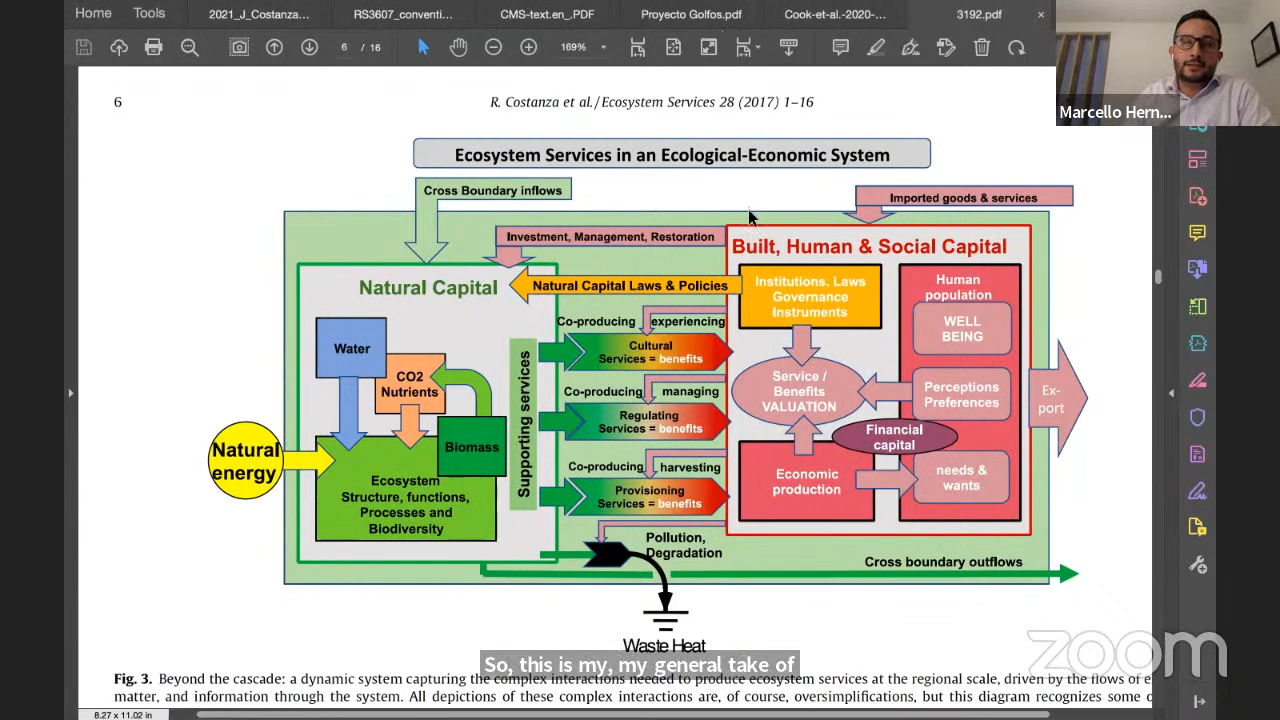 Home
Tools
2021_J_Costanza...
RS3607_conventi...
CMS-text.en_.PDF
Proyecto Golfos.pdf
Cook-et-al.-2020-...
3192.pdf
×
6 / 16
169%
Marcello Hern...
6
R. Costanza et al./Ecosystem Services 28 (2017) 1–16
Ecosystem Services in an Ecological-Economic System
Cross Boundary inflows
Imported goods & services
Investment, Management, Restoration
Built, Human & Social Capital
Natural Capital
Natural Capital Laws & Policies
Institutions. Laws
Governance
Instruments
Human
population
WELL
BEING
Water
CO2
Nutrients
Biomass
Natural
energy
Ecosystem
Structure, functions,
Processes and
Biodiversity
Supporting services
Co-producing experiencing
Cultural
Services = benefits
Co-producing managing
Regulating
Services = benefits
Co-producing harvesting
Provisioning
Services = benefits
Service /
Benefits
VALUATION
Perceptions
Preferences
Financial
capital
Economic
production
needs &
wants
Ex-
port
Pollution,
Degradation
Cross boundary outflows
Waste Heat
So, this is my, my general take of
zoom
Fig. 3. Beyond the cascade: a dynamic system capturing the complex interactions needed to produce ecosystem services at the regional scale, driven by the flows of e
matter, and information through the system. All depictions of these complex interactions are, of course, oversimplifications, but this diagram recognizes some o
8.27 x 11.02 in